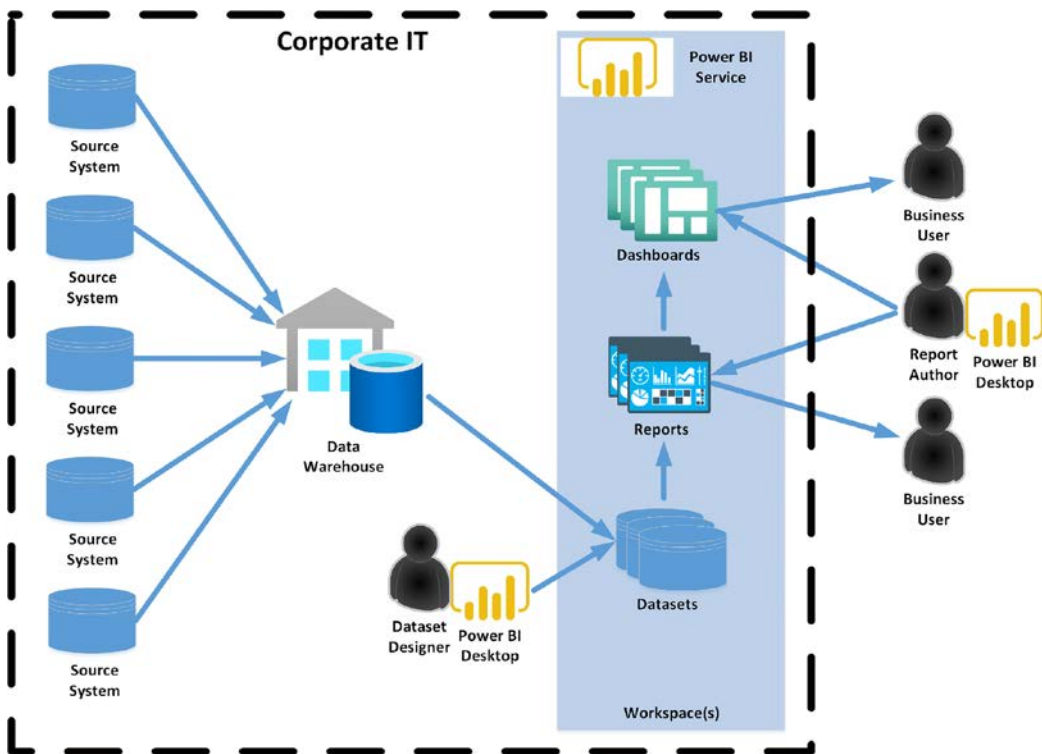 Corporate IT
Power BI
Service
Source
System
Source
System
Source
System
Source
System
Source
System
Data
Warehouse
Dataset
Designer
Power BI
Desktop
Dashboards
Reports
Datasets
Workspace(s)
Business
User
Report
Author
Power BI
Desktop
Business
User